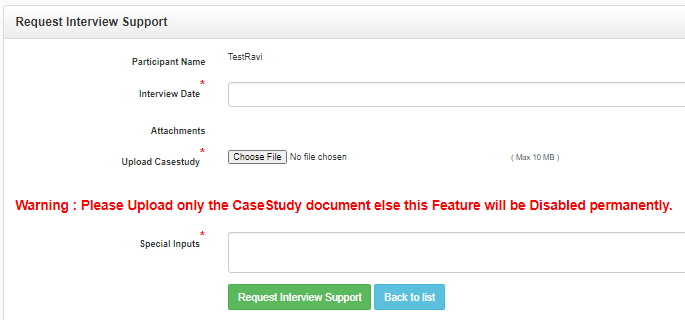 Request Interview Support
Participant Name TestRavi
*
Interview Date
Attachments
*
Upload Casestudy Choose File No file chosen ( Max 10 MB )
Warning : Please Upload only the CaseStudy document else this Feature will be Disabled permanently.
*
Special Inputs
Request Interview Support Back to list